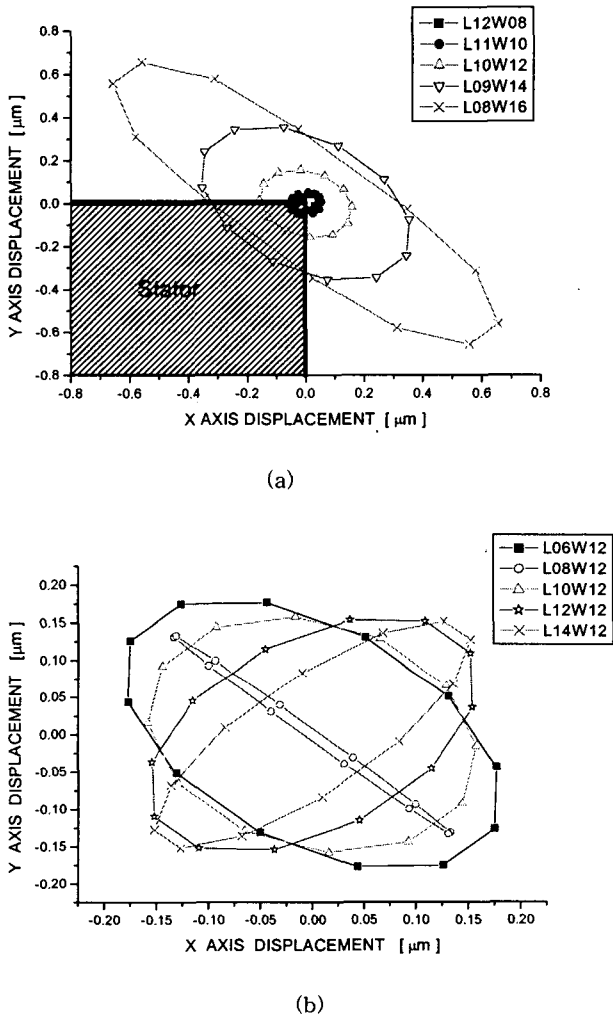 L12W08
L11W10
L10W12
L09W14
L08W16
0.8
0.6
0.4
0.2
0.0
-0.2
-0.4
-0.6
-0.8
Y AXIS DISPLACEMENT [ μm ]
Stator
-0.8 -0.6 -0.4 -0.2 0.0 0.2 0.4 0.6 0.8
X AXIS DISPLACEMENT [ μm ]
(a)
L06W12
L08W12
L10W12
L12W12
L14W12
0.20
0.15
0.10
0.05
0.00
-0.05
-0.10
-0.15
-0.20
Y AXIS DISPLACEMENT [ μm ]
-0.20 -0.15 -0.10 -0.05 0.00 0.05 0.10 0.15 0.20
X AXIS DISPLACEMENT [ μm ]
(b)